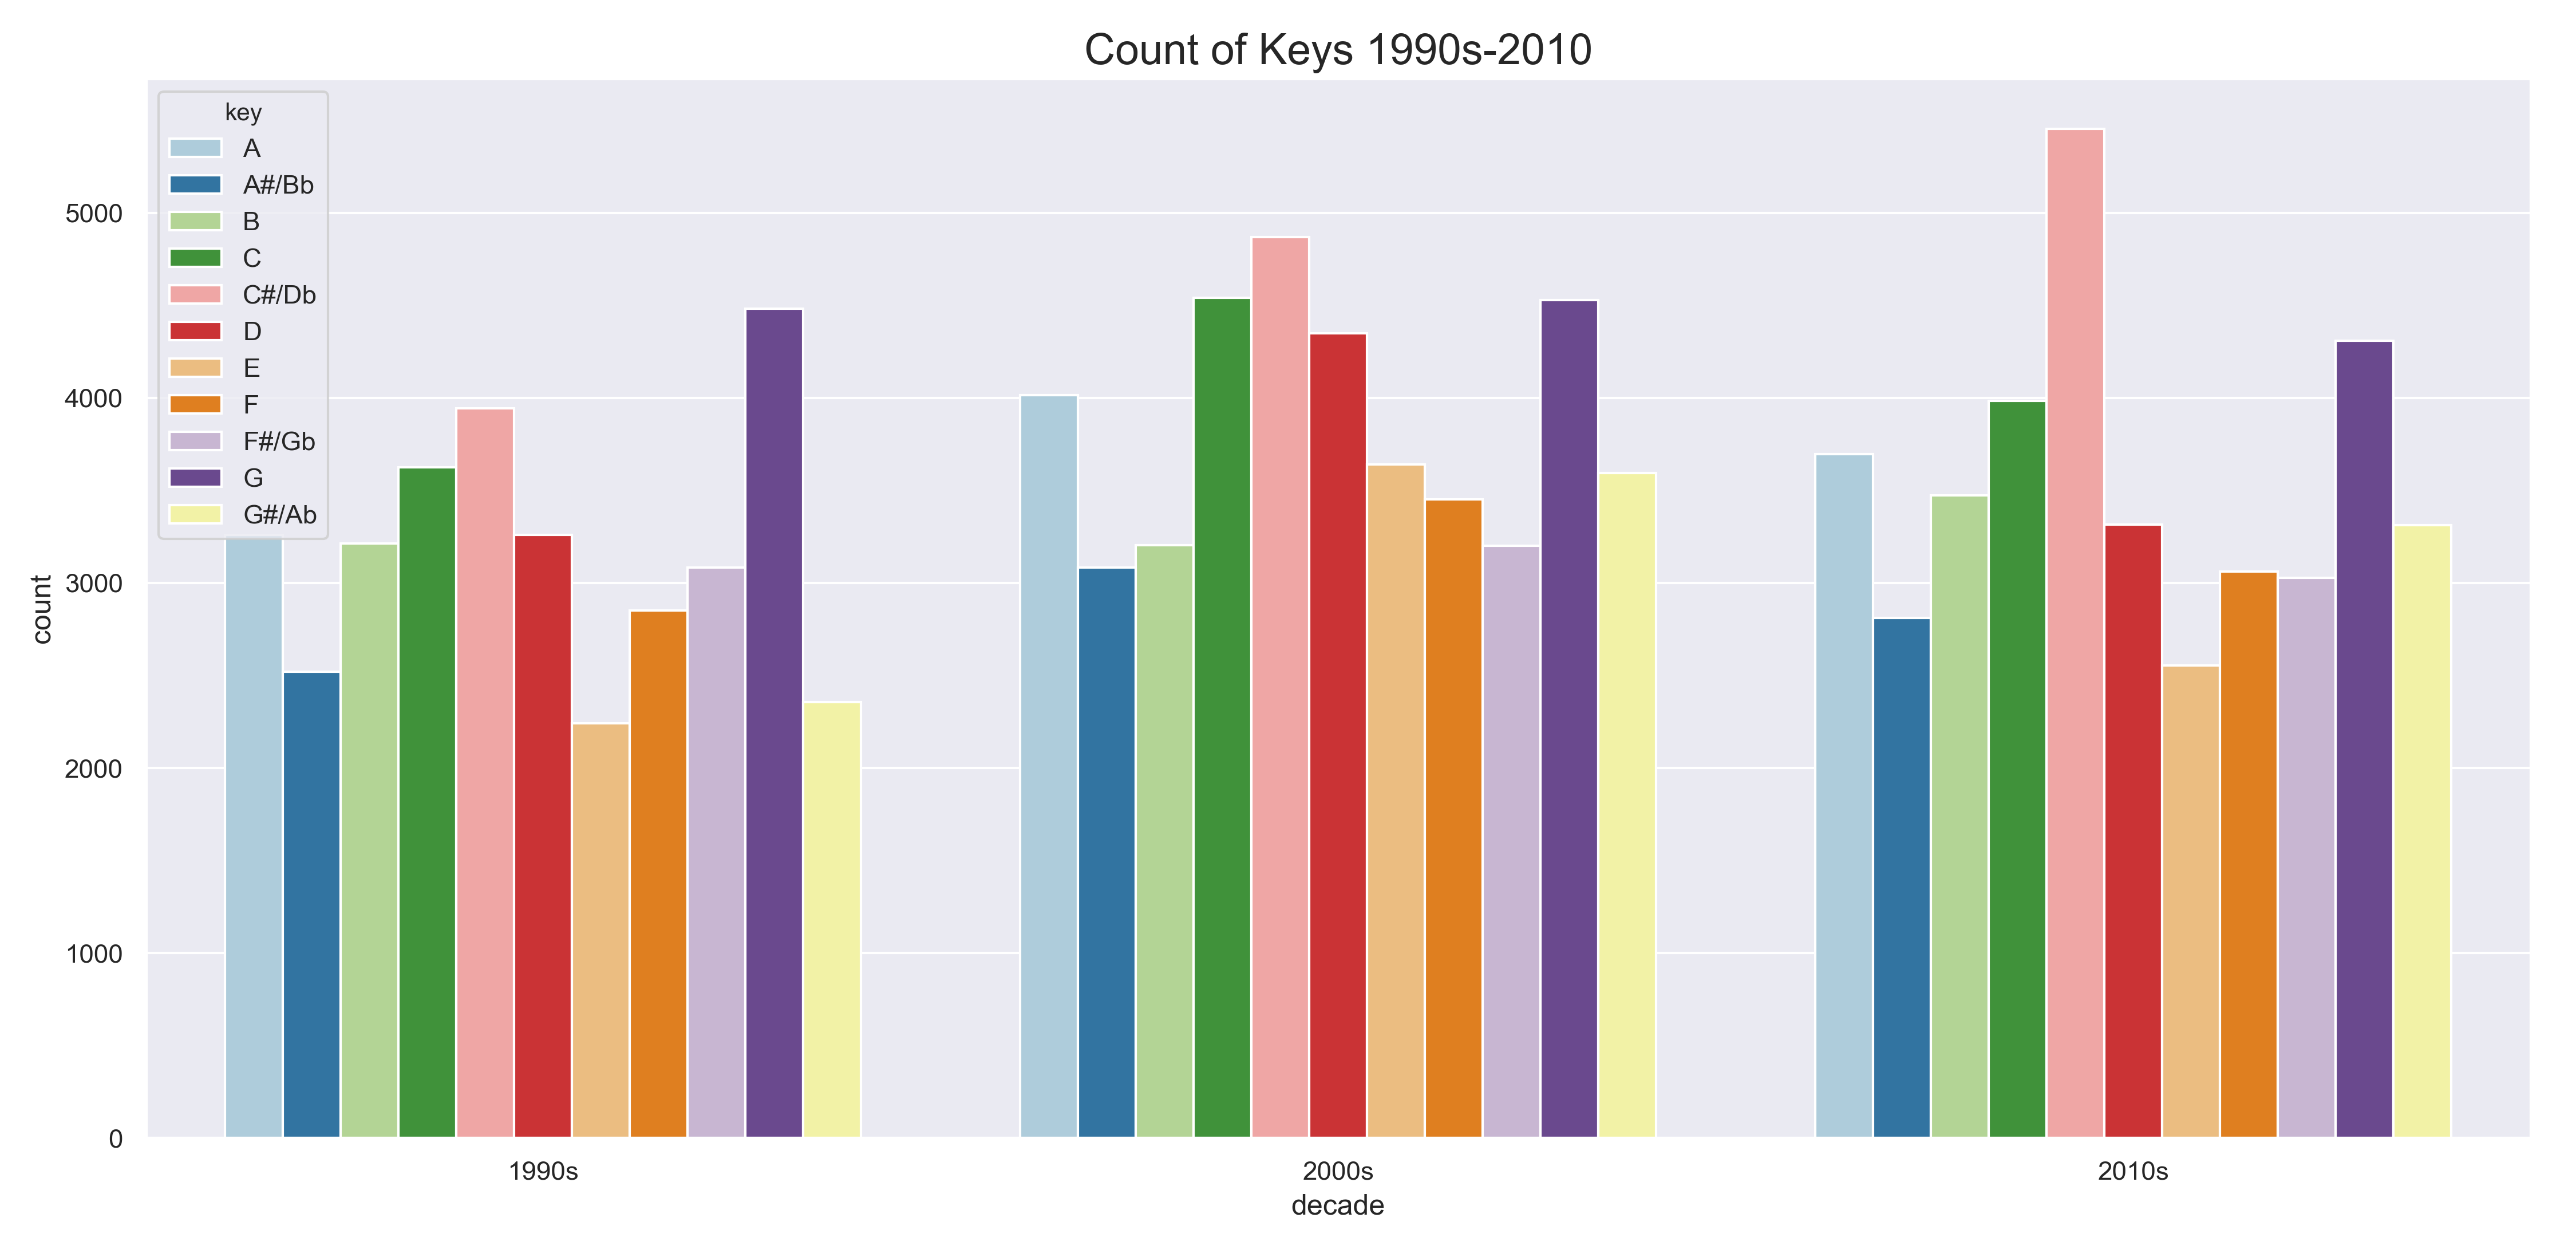 Count of Keys 1990s-2010
key
A
A#/Bb
B
C
C#/Db
D
E
F
F#/Gb
G
G#/Ab
5000
4000
3000
2000
1000
0
count
1990s 2000s 2010s
decade